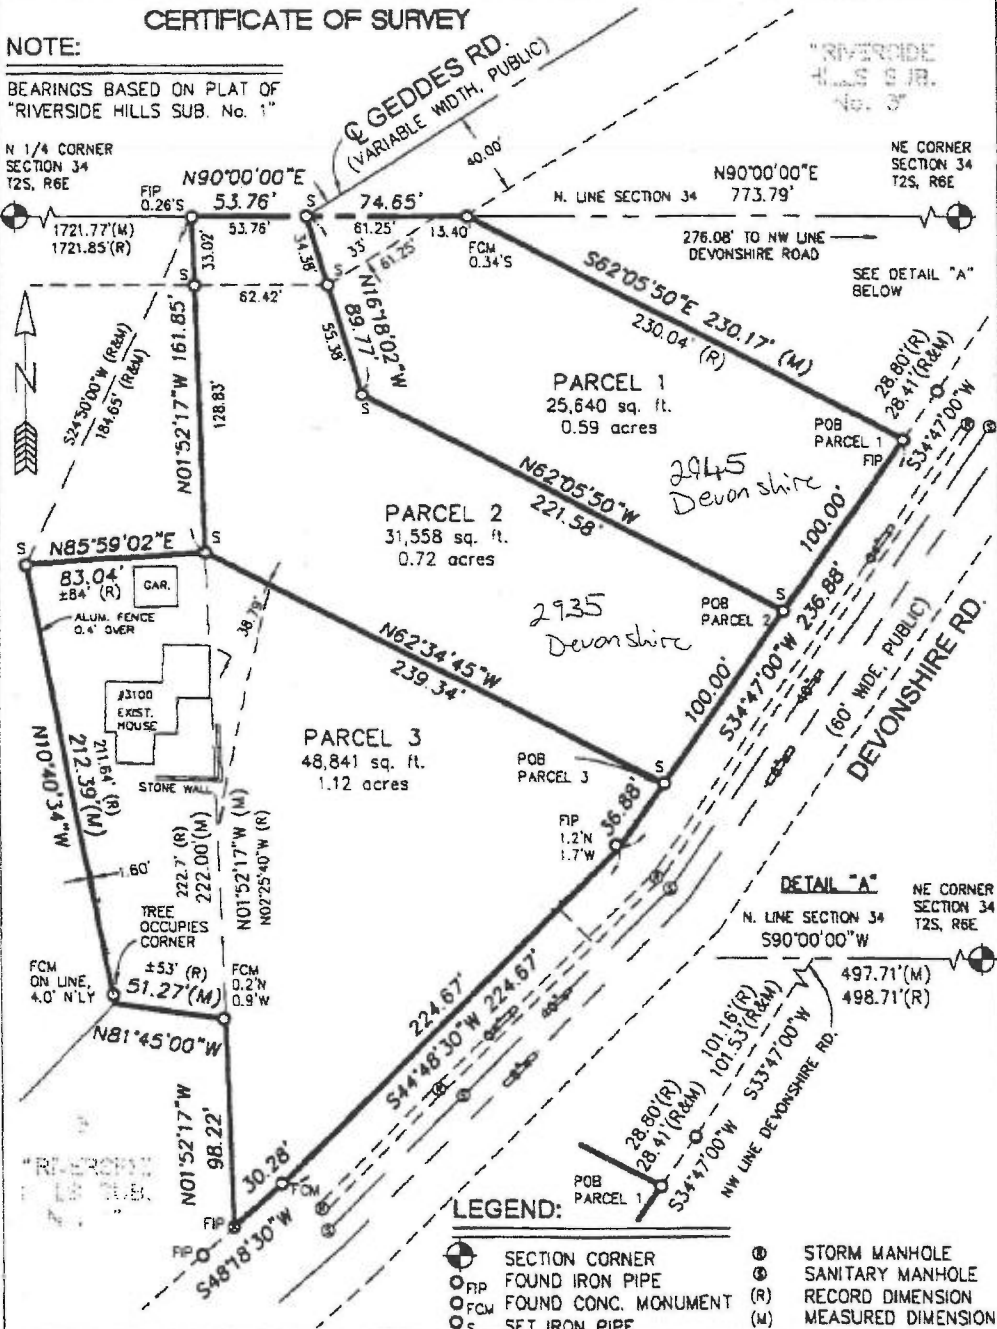 CERTIFICATE OF SURVEY
NOTE:
BEARINGS BASED ON PLAT OF
"RIVERSIDE HILLS SUB. No. 1"
"RIVERSIDE
HILLS SUB.
No. 3"
℄ GEDDES RD.
(VARIABLE WIDTH, PUBLIC)
40.00'
N 1/4 CORNER
SECTION 34
T2S, R6E
NE CORNER
SECTION 34
T2S, R6E
FIP
0.26'S
N90°00'00"E
53.76'
53.76'
74.65'
61.25'
13.40'
N. LINE SECTION 34
N90°00'00"E
773.79'
1721.77'(M)
1721.85'(R)
33.02'
34.38'
33'
61.25'
FCM
0.34'S
276.08' TO NW LINE
DEVONSHIRE ROAD
SEE DETAIL "A"
BELOW
S
S
S
S
62.42'
N
S24°50'00"W (R&M)
184.65' (R&M)
N01°52'17"W 161.85'
128.83'
N16°18'02"W
89.77'
55.38'
S62°05'50"E 230.17' (M)
230.04' (R)
28.80'(R)
28.41'(R&M)
S34°47'00"W
PARCEL 1
25,640 sq. ft.
0.59 acres
POB
PARCEL 1
FIP
2945
Devonshire
N62°05'50"W
221.58'
100.00'
PARCEL 2
31,558 sq. ft.
0.72 acres
S
S
N85°59'02"E
83.04'
±84' (R)
GAR.
ALUM. FENCE
0.4' OVER
38.79'
2935
Devonshire
S
POB
PARCEL 2
S34°47'00"W 236.88'
(60' WIDE, PUBLIC)
DEVONSHIRE RD.
N62°34'45"W
239.34'
100.00'
#3100
EXIST.
HOUSE
STONE WALL
PARCEL 3
48,841 sq. ft.
1.12 acres
S
POB
PARCEL 3
36.88'
FIP
1.2'N
1.7'W
N10°40'34"W
212.39'(M)
211.64' (R)
222.7' (R)
222.00'(M)
N01°52'17"W (M)
N02°25'40"W (R)
1.60'
TREE
OCCUPIES
CORNER
FCM
ON LINE,
4.0' N'LY
±53' (R)
51.27'(M)
FCM
0.2'N
0.9'W
N81°45'00"W
224.67'
S44°48'30"W 224.67'
N01°52'17"W
98.22'
30.28'
FCM
FIP
FIP
S48°18'30"W
DETAIL "A"
N. LINE SECTION 34
S90°00'00"W
NE CORNER
SECTION 34
T2S, R6E
497.71'(M)
498.71'(R)
101.16'(R)
101.53'(R&M)
S33°47'00"W
28.80'(R)
28.41'(R&M)
S34°47'00"W
NW LINE DEVONSHIRE RD.
POB
PARCEL 1
LEGEND:
SECTION CORNER
FIP FOUND IRON PIPE
FCM FOUND CONC. MONUMENT
S SET IRON PIPE
STORM MANHOLE
SANITARY MANHOLE
(R) RECORD DIMENSION
(M) MEASURED DIMENSION